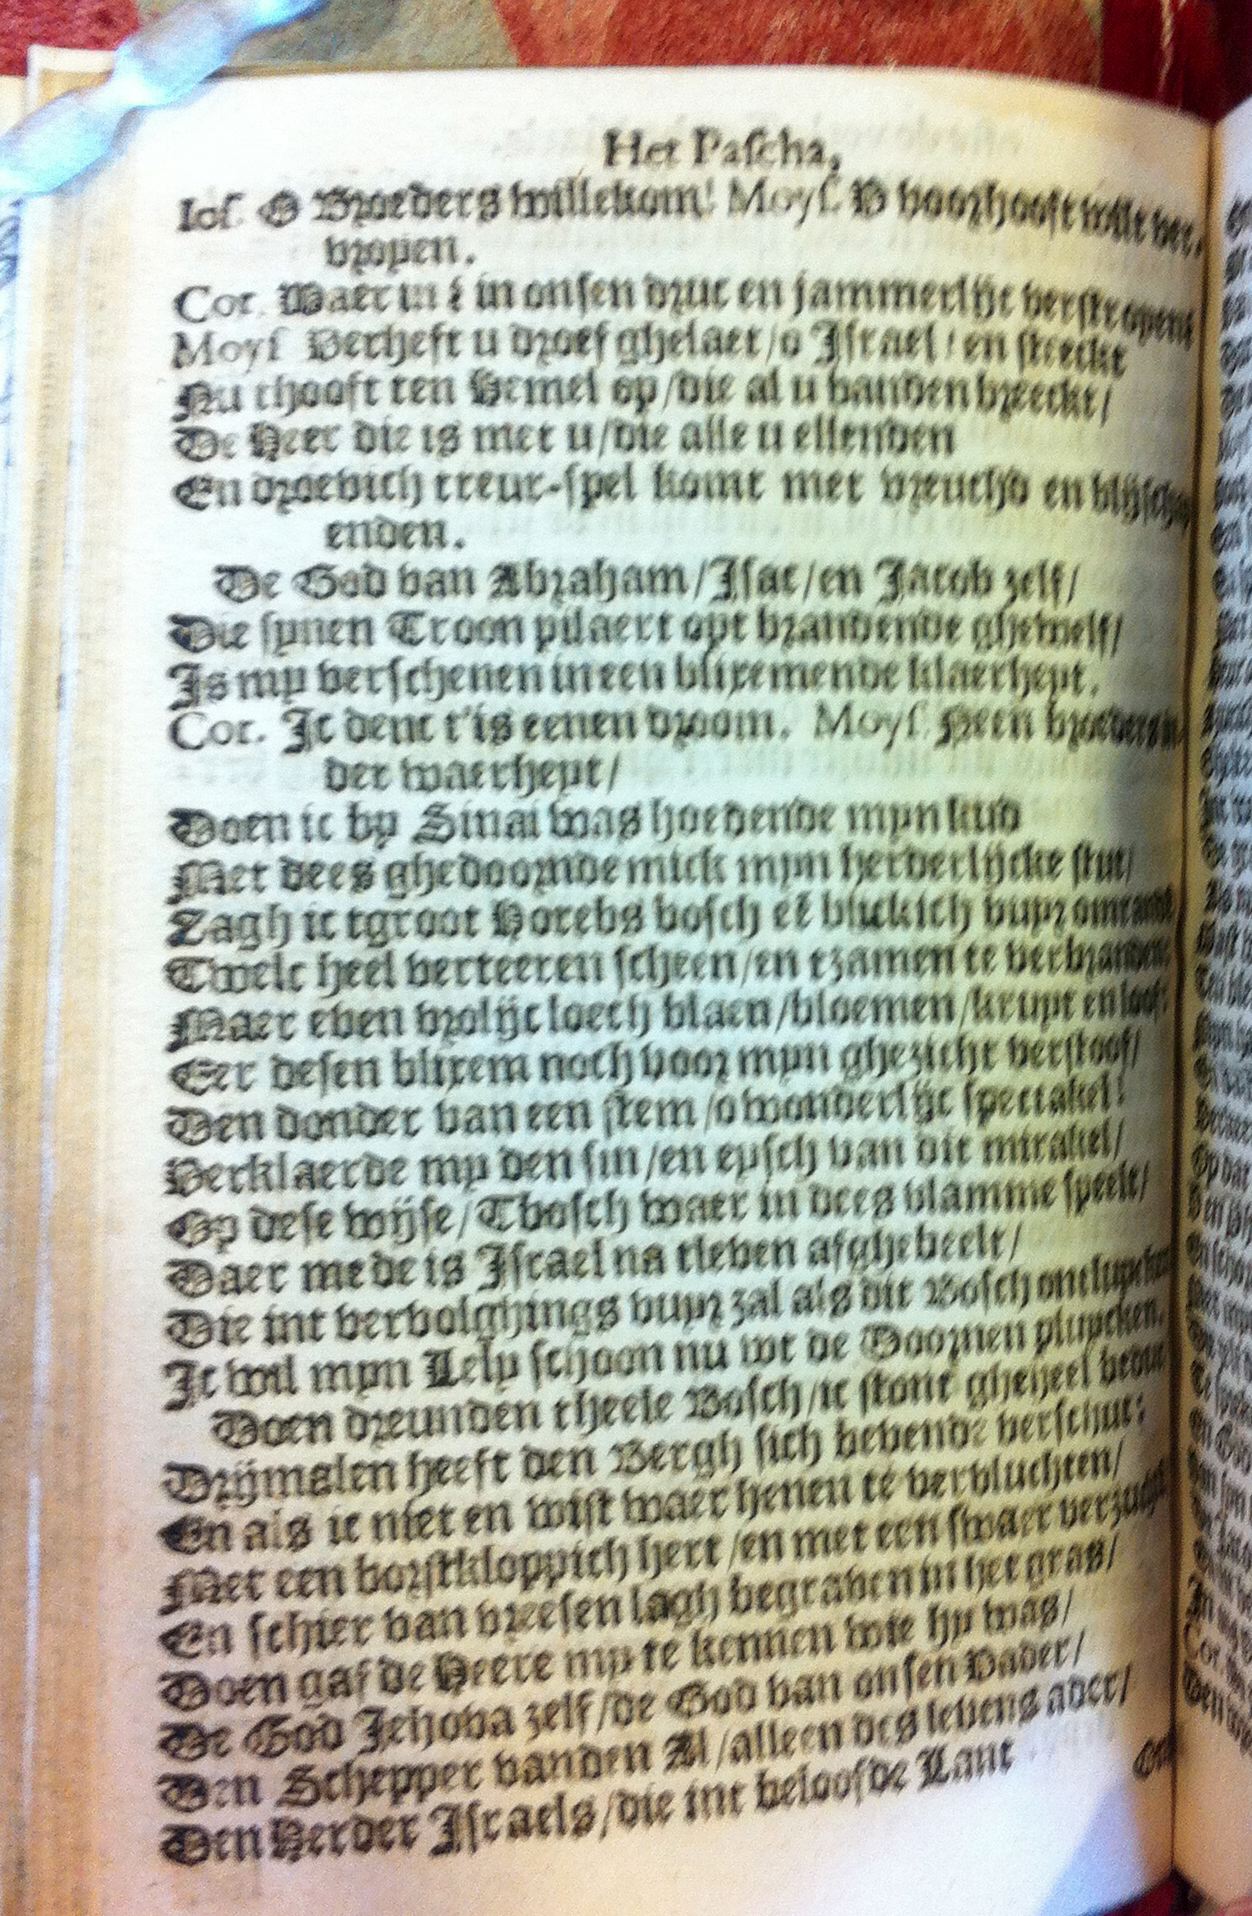 Het Pascha,
Ios. O Broeders willekom! Moys. V voorhooft wilt ver-
vroyen.
Cor. Waer in? in onsen druc en jammerlijc verstroyen?
Moys Verheft u droef ghelaet/o Israel! en streckt
Nu thooft ten Hemel op/die al u banden breeckt/
De Heer die is met u/die alle u ellenden
En droevich treur-spel komt met vreuchd en blijschap
enden.
De God van Abraham/Isac/en Jacob zelf/
Die synen Troon pilaert opt brandende ghewelf/
Is my verschenen in een blixemende klaerheyt.
Cor. Ic denc t'is eenen droom. Moys. Neen broeders in
der waerheyt/
Doen ic by Sinai was hoedende myn kud
Met dees ghedoornde mick myn herderlijcke stut/
Zagh ic tgroot Horebs bosch eē blickich vuyr omrandt
Twelc heel verteeren scheen/en tzamen te verbranden:
Maer even vrolijc loech blaen/bloemen/kruyt en loof:
Eer desen blixem noch voor myn ghezicht verstoof/
Den donder van een stem/o wonderlijc spectakel!
Verklaerde my den sin/en eysch van dit mirakel/
Op dese wijse/Tbosch waer in dees vlamme speelt/
Daer mede is Israel na tleven afghebeelt/
Die int vervolghings vuyr zal als dit Bosch ontluycken
Ic wil myn Lely schoon nu wt de Doornen pluycken.
Doen dreunden theele Bosch/ic stont gheheel bedut
Drijmalen heeft den Bergh sich bevende verschut:
En als ic niet en wist waer henen te vervluchten/
Met een borstkloppich hert/en met een swaer verzuchten
En schier van vreesen lagh begraven in het gras/
Doen gaf de Heere my te kennen wie hy was/
De God Jehova zelf/de God van onsen Vader/
Den Schepper vanden Al/alleen des levens ader/
Den Herder Israels/die int beloofde Lant